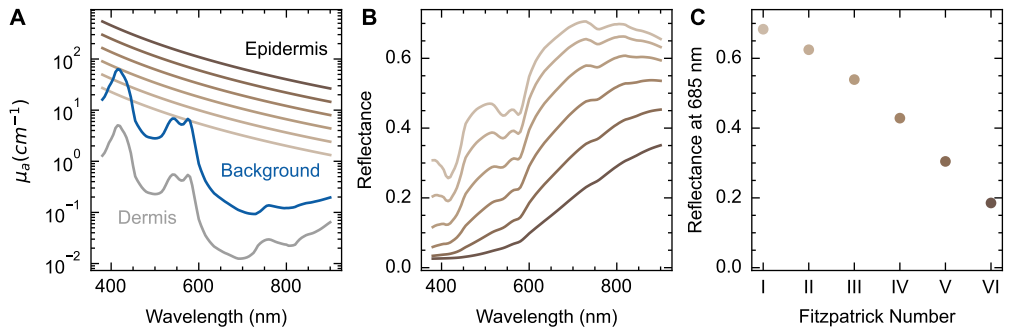 A
μₐ(cm⁻¹)
10²
10¹
10⁰
10⁻¹
10⁻²
Epidermis
Background
Dermis
400
600
800
Wavelength (nm)
B
Reflectance
0.6
0.4
0.2
0.0
400
600
800
Wavelength (nm)
C
Reflectance at 685 nm
0.6
0.4
0.2
0.0
I
II
III
IV
V
VI
Fitzpatrick Number